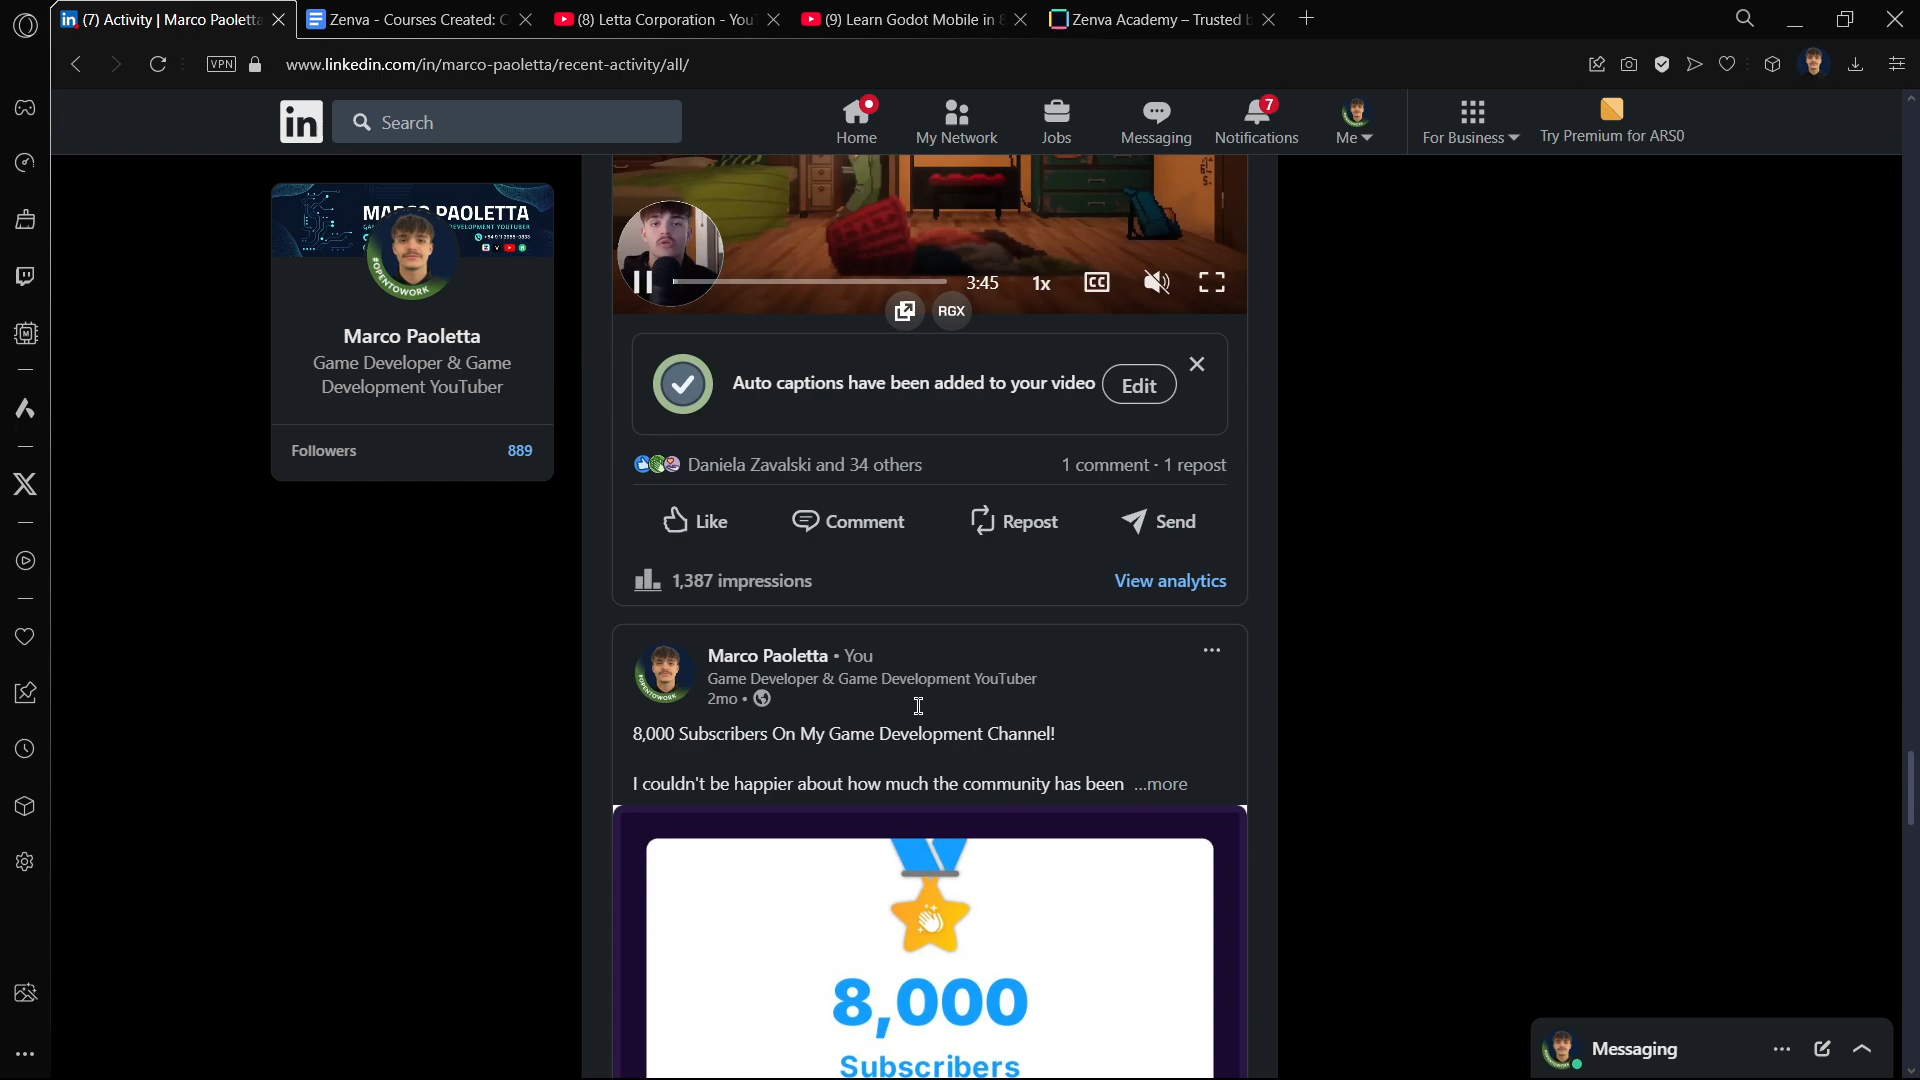 (7) Activity | Marco Paoletta
Zenva - Courses Created: C
(8) Letta Corporation - You
(9) Learn Godot Mobile in
Zenva Academy – Trusted b
VPN
www.linkedin.com/in/marco-paoletta/recent-activity/all/
in
Search
Home
My Network
Jobs
Messaging
7
Notifications
Me
For Business
Try Premium for ARS0
MARCO PAOLETTA
#OPENTOWORK
Marco Paoletta
Game Developer & Game
Development YouTuber
Followers
889
3:45
1x
CC
RGX
Auto captions have been added to your video
Edit
Daniela Zavalski and 34 others
1 comment · 1 repost
Like
Comment
Repost
Send
1,387 impressions
View analytics
Marco Paoletta • You
Game Developer & Game Development YouTuber
2mo •
8,000 Subscribers On My Game Development Channel!
I couldn't be happier about how much the community has been ...more
8,000
Subscribers
Messaging